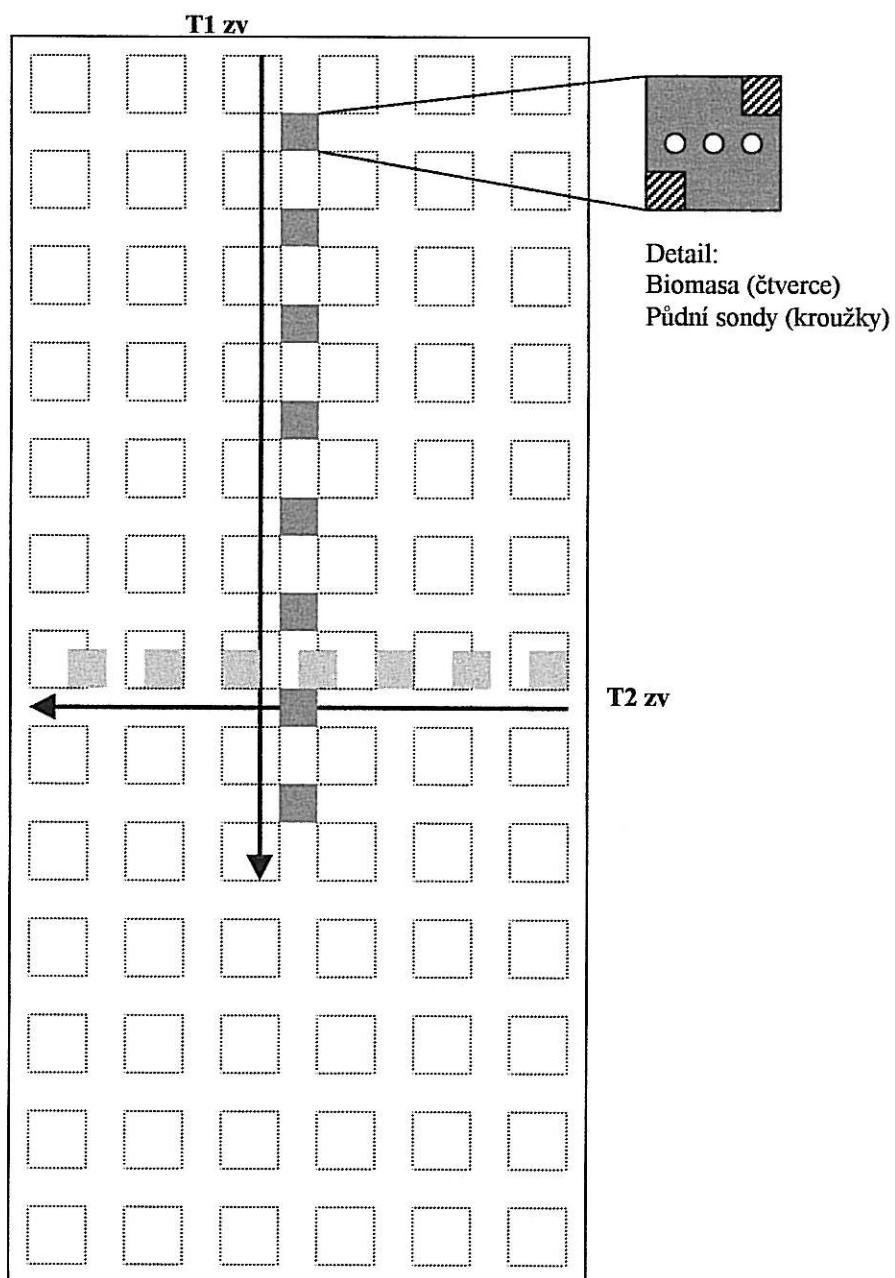 T1 zv
Detail:
Biomasa (čtverce)
Půdní sondy (kroužky)
T2 zv